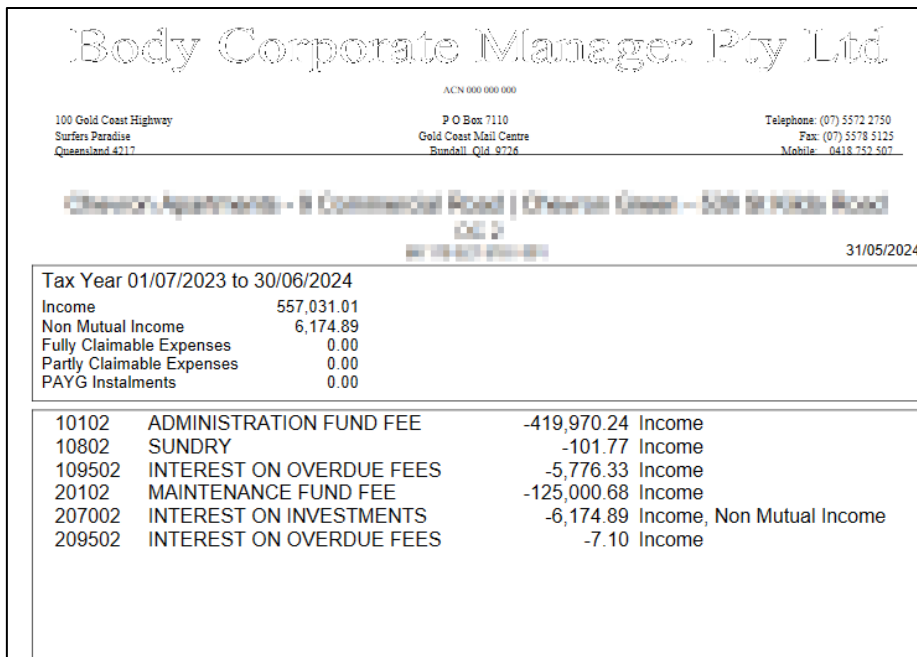 Body Corporate Manager Pty Ltd
ACN 000 000 000
100 Gold Coast Highway P O Box 7110 Telephone: (07) 5572 2750
Surfers Paradise Gold Coast Mail Centre Fax: (07) 5578 5125
Queensland 4217 Bundall Qld 9726 Mobile: 0418 752 507
31/05/2024
Tax Year 01/07/2023 to 30/06/2024
Income 557,031.01
Non Mutual Income 6,174.89
Fully Claimable Expenses 0.00
Partly Claimable Expenses 0.00
PAYG Instalments 0.00
10102 ADMINISTRATION FUND FEE -419,970.24 Income
10802 SUNDRY -101.77 Income
109502 INTEREST ON OVERDUE FEES -5,776.33 Income
20102 MAINTENANCE FUND FEE -125,000.68 Income
207002 INTEREST ON INVESTMENTS -6,174.89 Income, Non Mutual Income
209502 INTEREST ON OVERDUE FEES -7.10 Income